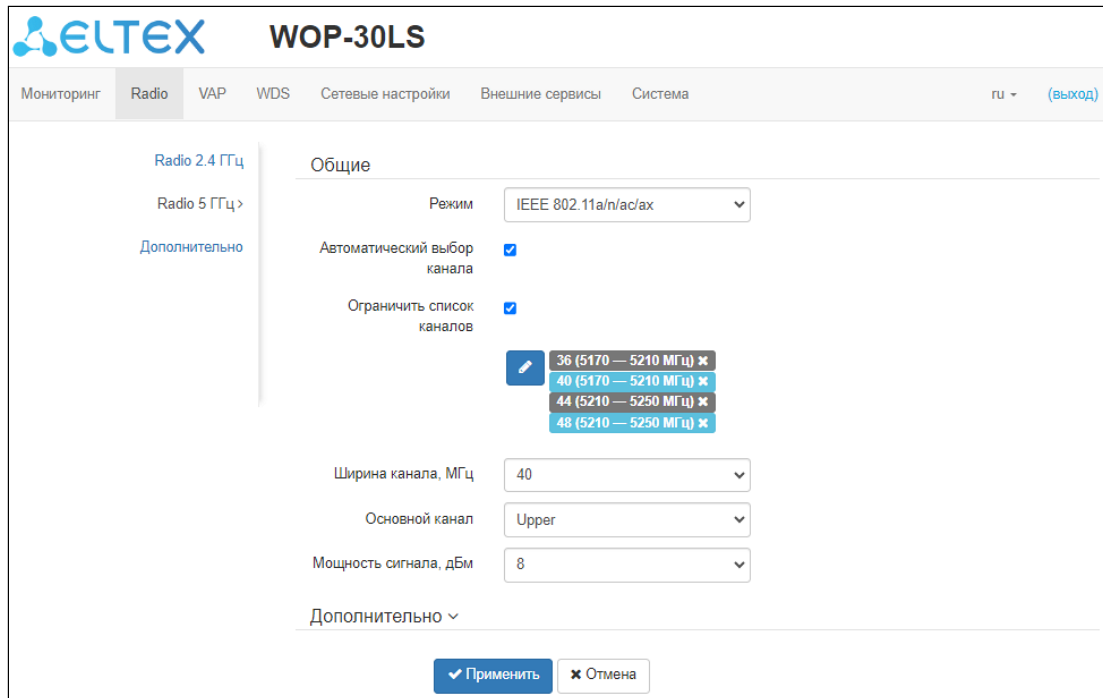 ELTEX WOP-30LS
Мониторинг Radio VAP WDS Сетевые настройки Внешние сервисы Система ru (выход)
Radio 2.4 ГГц
Radio 5 ГГц >
Дополнительно
Общие
Режим IEEE 802.11a/n/ac/ax
Автоматический выбор
канала
Ограничить список
каналов
36 (5170 — 5210 МГц) ×
40 (5170 — 5210 МГц) ×
44 (5210 — 5250 МГц) ×
48 (5210 — 5250 МГц) ×
Ширина канала, МГц 40
Основной канал Upper
Мощность сигнала, дБм 8
Дополнительно
✔ Применить ✖ Отмена